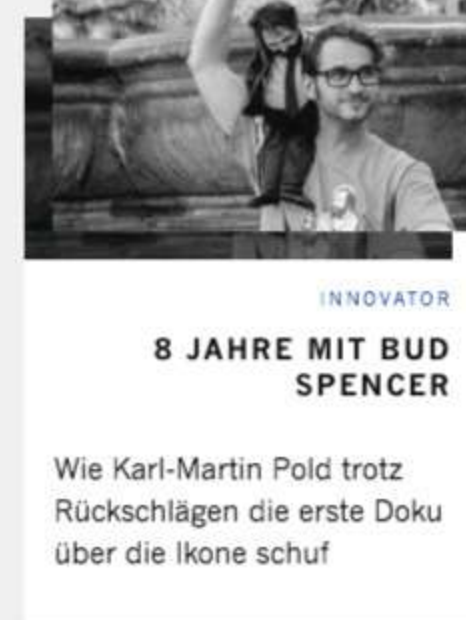 INNOVATOR
8 JAHRE MIT BUD
SPENCER
Wie Karl-Martin Pold trotz
Rückschlägen die erste Doku
über die Ikone schuf